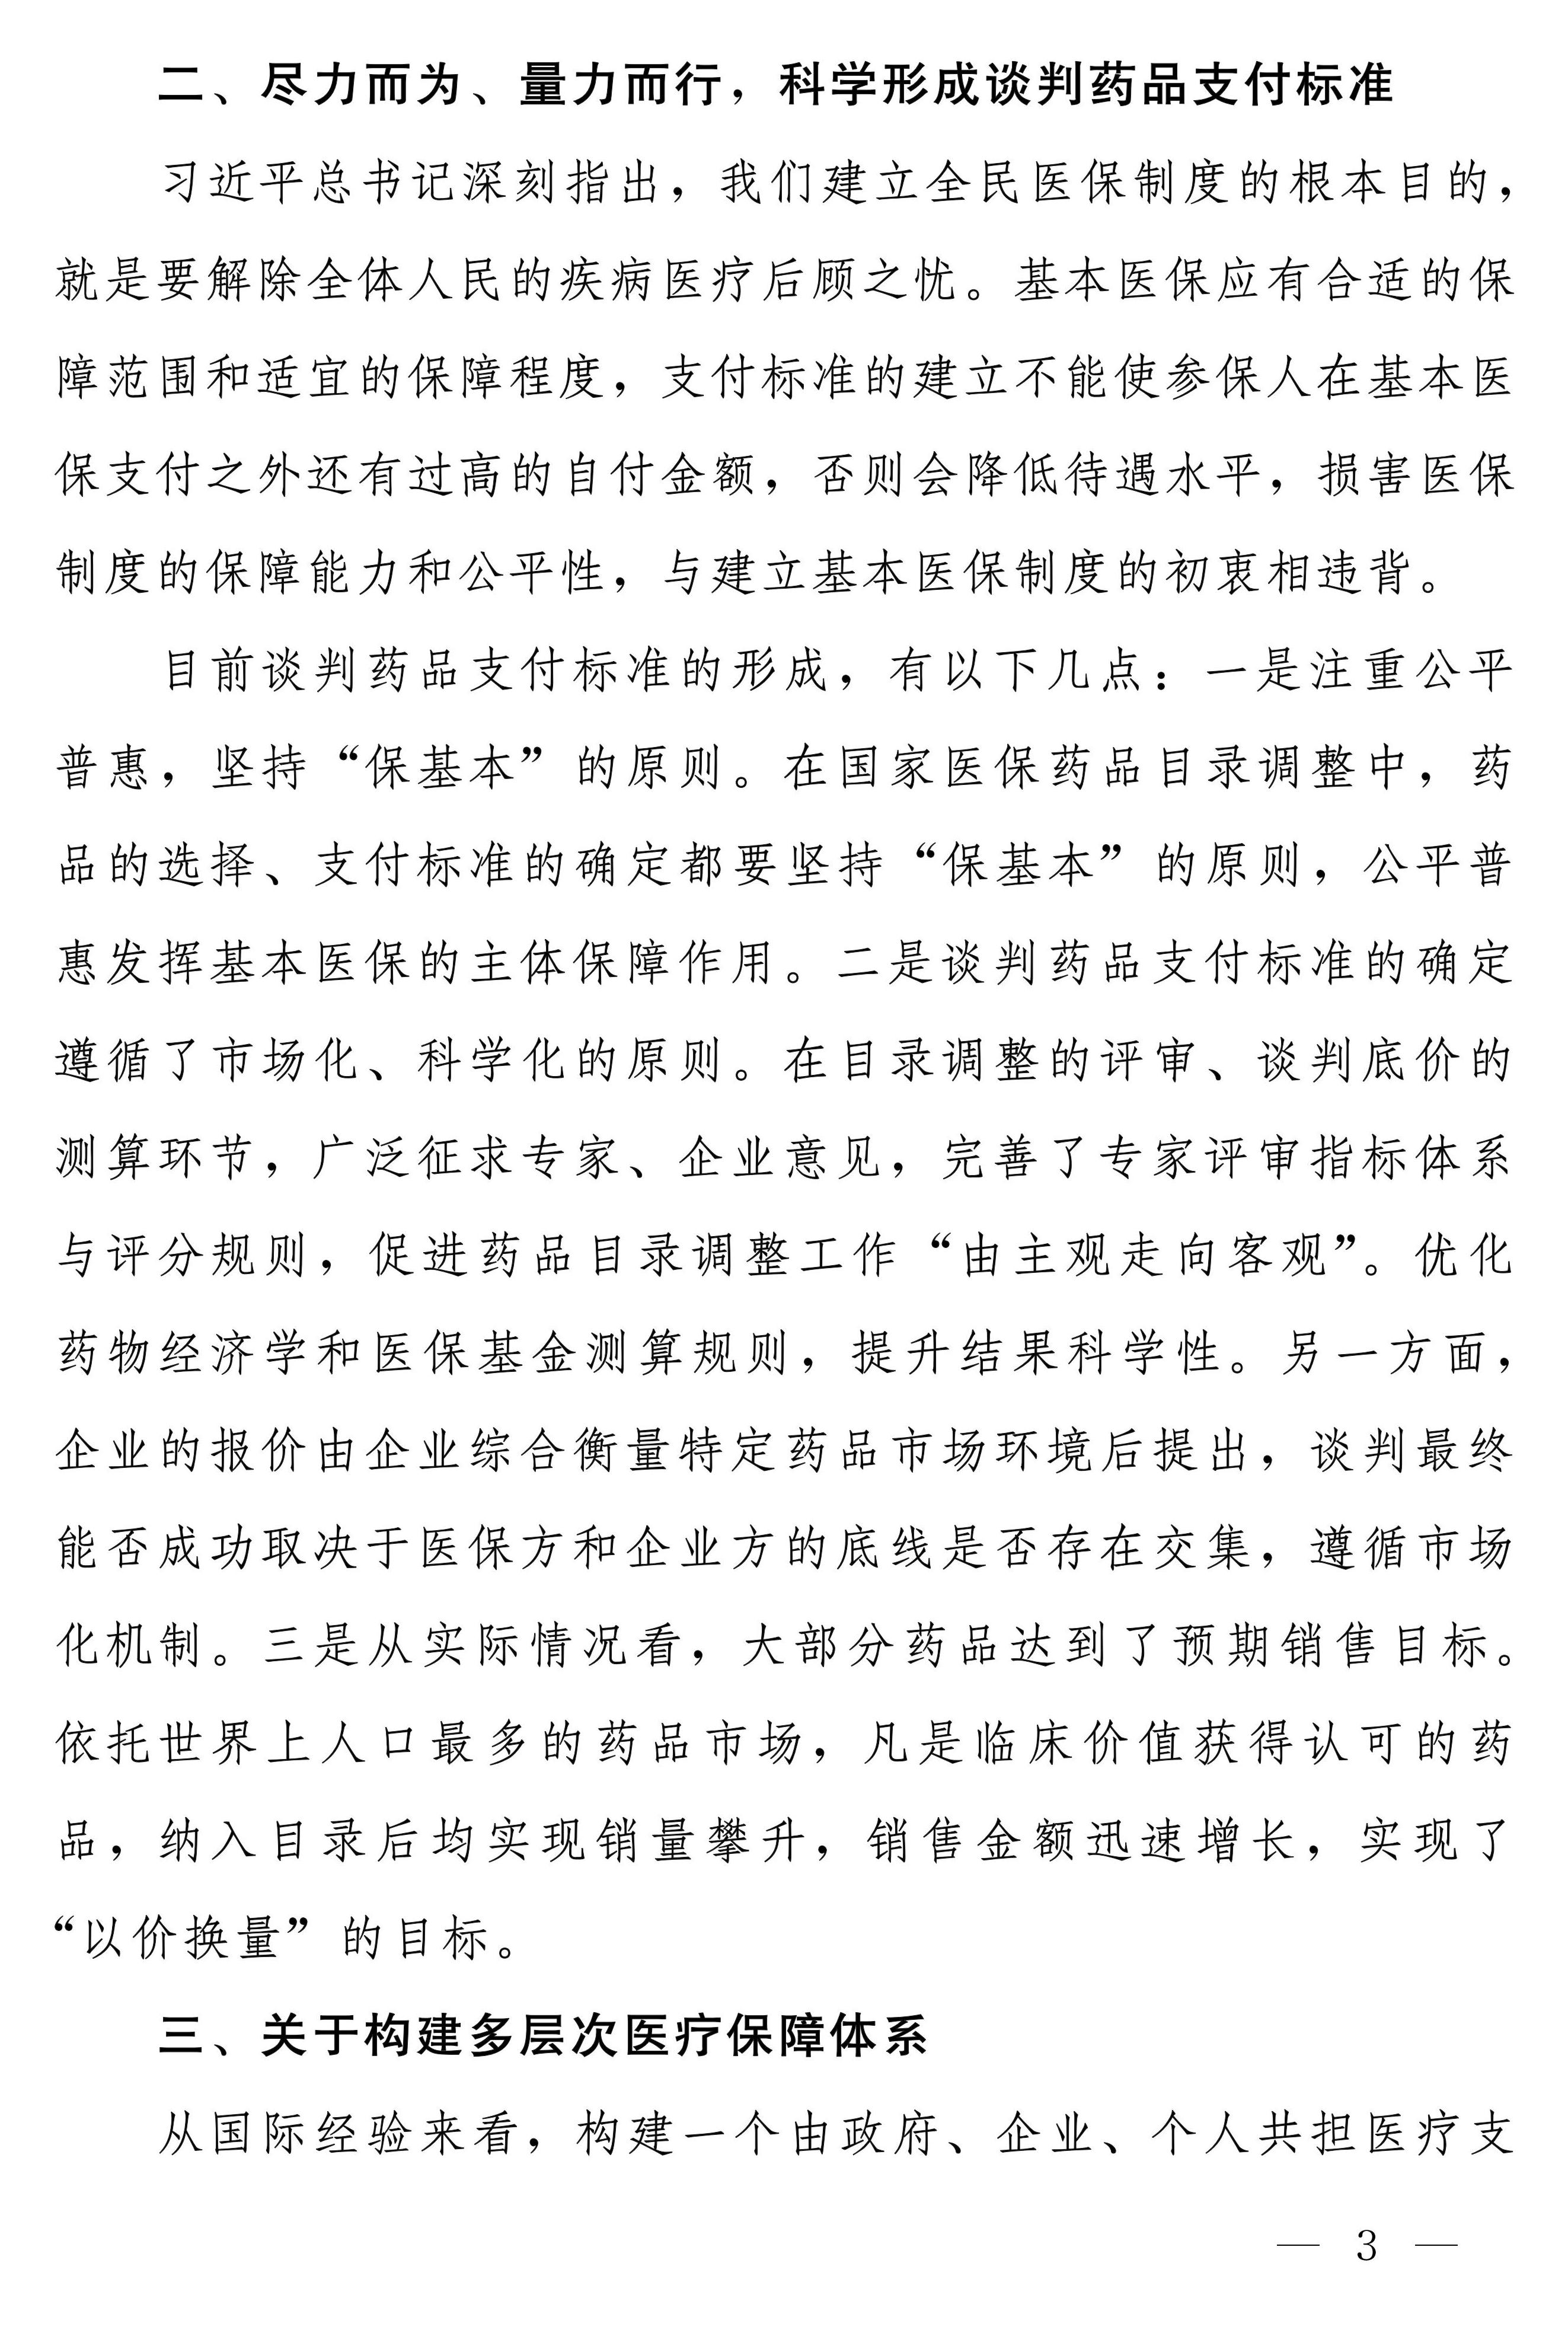 二、尽力而为、量力而行，科学形成谈判药品支付标准
习近平总书记深刻指出，我们建立全民医保制度的根本目的，
就是要解除全体人民的疾病医疗后顾之忧。基本医保应有合适的保
障范围和适宜的保障程度，支付标准的建立不能使参保人在基本医
保支付之外还有过高的自付金额，否则会降低待遇水平，损害医保
制度的保障能力和公平性，与建立基本医保制度的初衷相违背。
目前谈判药品支付标准的形成，有以下几点：一是注重公平
普惠，坚持“保基本”的原则。在国家医保药品目录调整中，药
品的选择、支付标准的确定都要坚持“保基本”的原则，公平普
惠发挥基本医保的主体保障作用。二是谈判药品支付标准的确定
遵循了市场化、科学化的原则。在目录调整的评审、谈判底价的
测算环节，广泛征求专家、企业意见，完善了专家评审指标体系
与评分规则，促进药品目录调整工作“由主观走向客观”。优化
药物经济学和医保基金测算规则，提升结果科学性。另一方面，
企业的报价由企业综合衡量特定药品市场环境后提出，谈判最终
能否成功取决于医保方和企业方的底线是否存在交集，遵循市场
化机制。三是从实际情况看，大部分药品达到了预期销售目标。
依托世界上人口最多的药品市场，凡是临床价值获得认可的药
品，纳入目录后均实现销量攀升，销售金额迅速增长，实现了
“以价换量”的目标。
三、关于构建多层次医疗保障体系
从国际经验来看，构建一个由政府、企业、个人共担医疗支
— 3 —